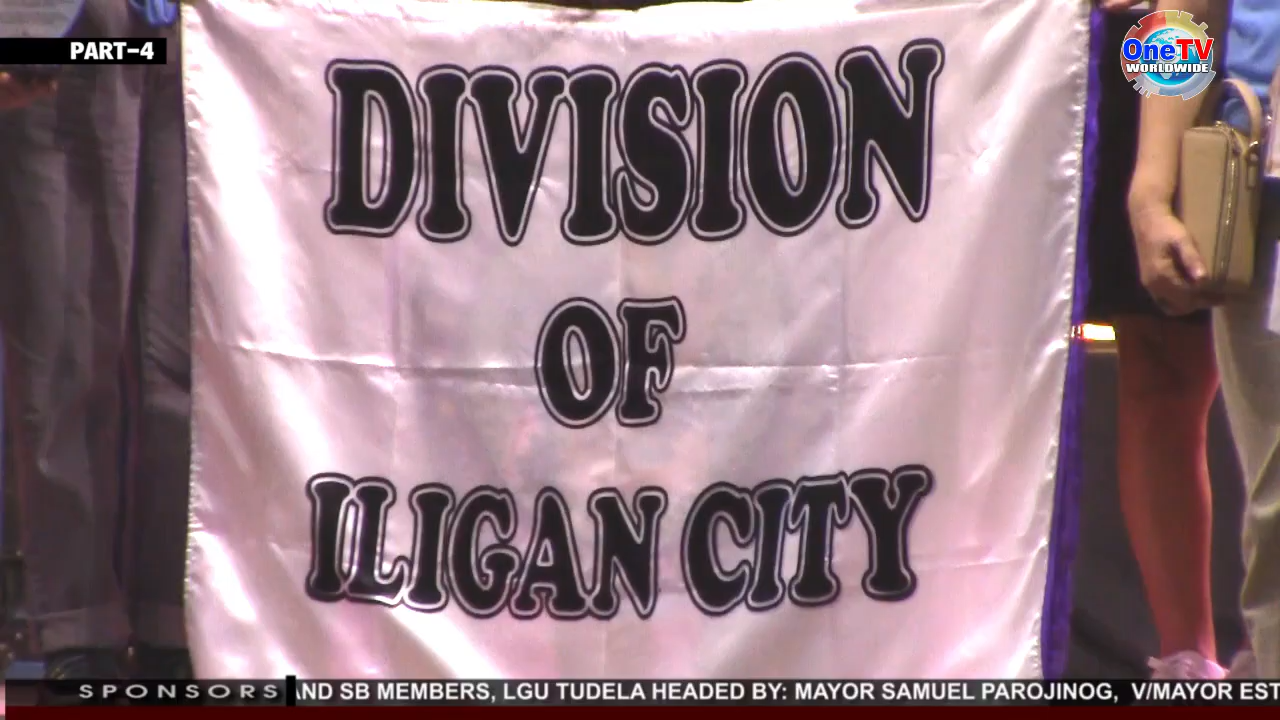 PART-4
OneTV
WORLDWIDE
DIVISION
OF
ILIGAN CITY
SPONSORS
AND SB MEMBERS, LGU TUDELA HEADED BY: MAYOR SAMUEL PAROJINOG, V/MAYOR EST